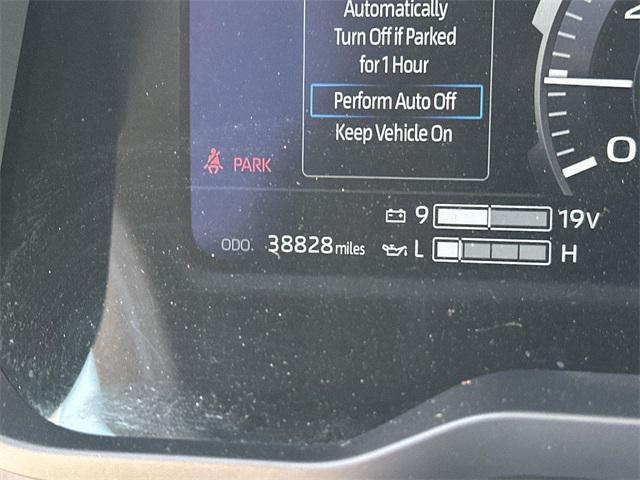 Automatically
Turn Off if Parked
for 1 Hour
Perform Auto Off
Keep Vehicle On
PARK
0
9 19V
ODO. 38828 miles
L H